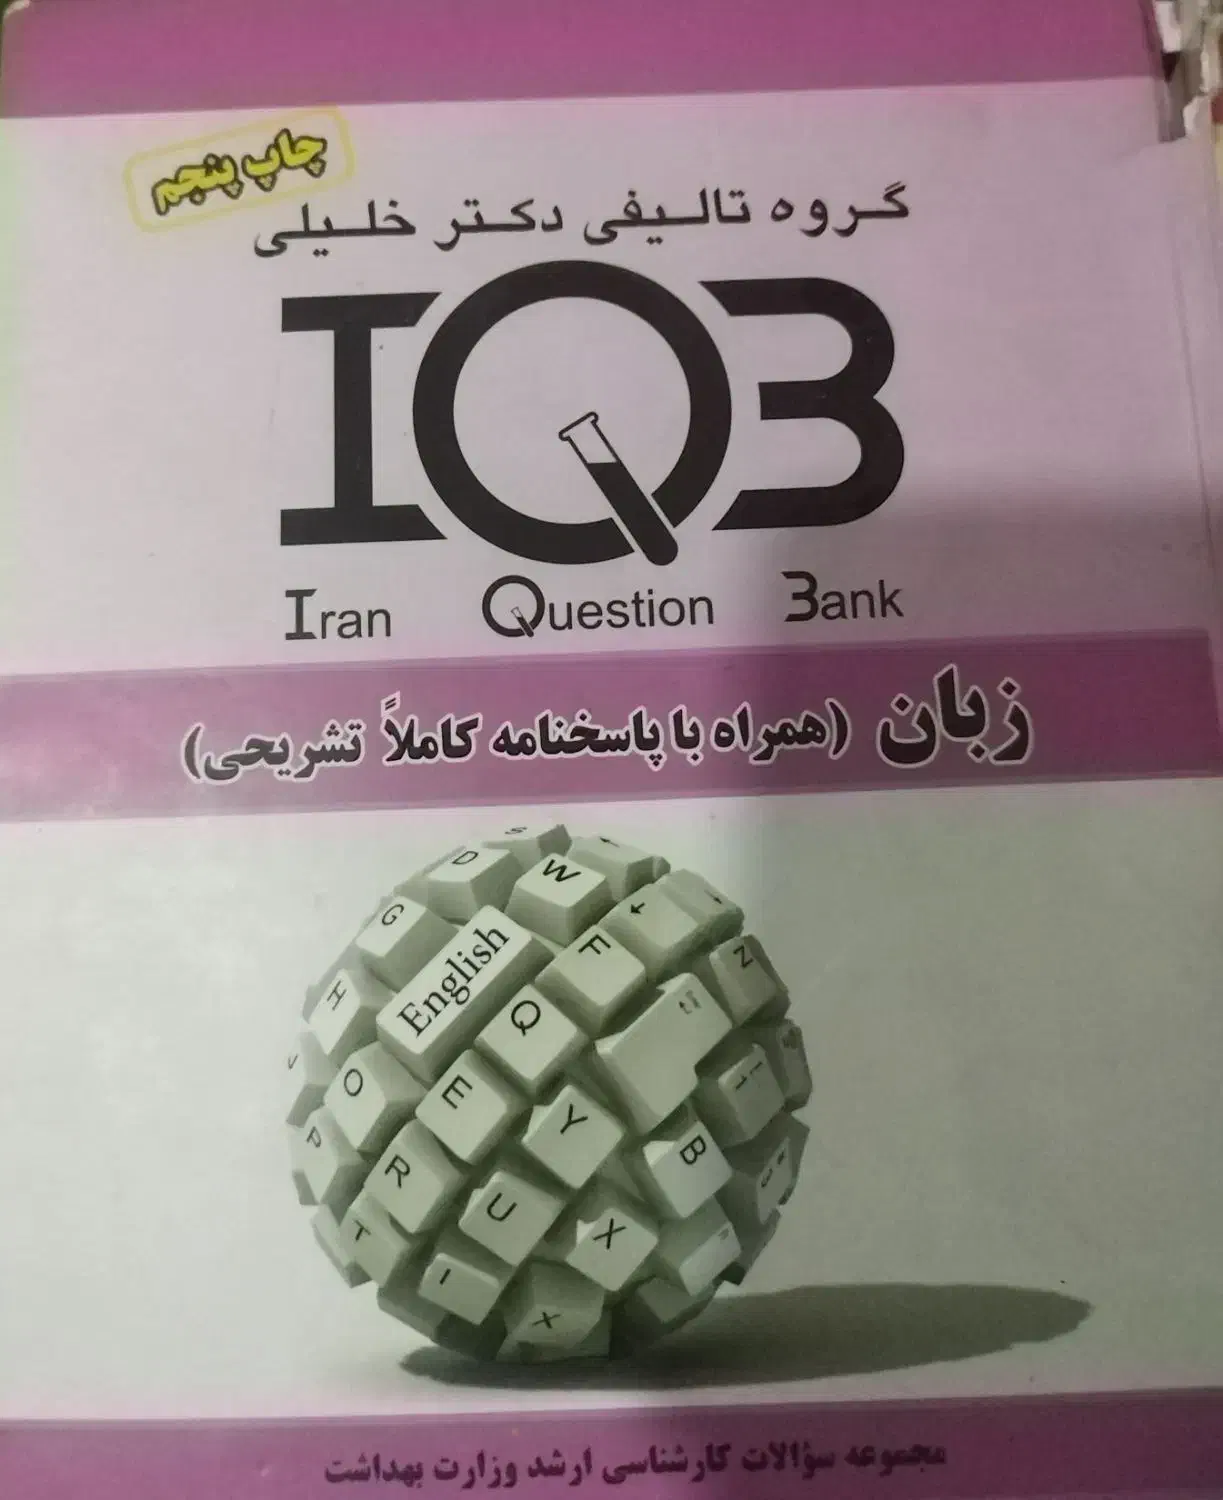 چاپ پنجم
گروه تالیفی دکتر خلیلی
IQB
Iran Question Bank
زبان (همراه با پاسخنامه کاملاً تشریحی)
S
D W
G English F
H Q Z
O E
P R Y B
T U X
I X
مجموعه سؤالات کارشناسی ارشد وزارت بهداشت